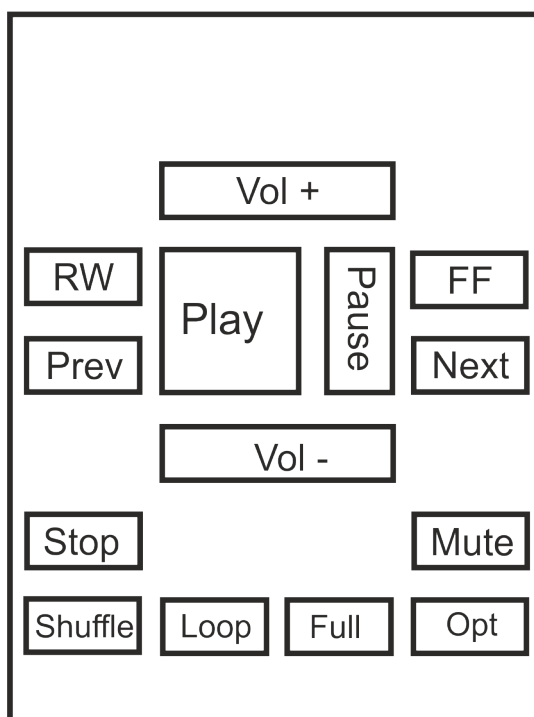 Vol +
RW
Play
Pause
FF
Prev
Next
Vol -
Stop
Mute
Shuffle
Loop
Full
Opt